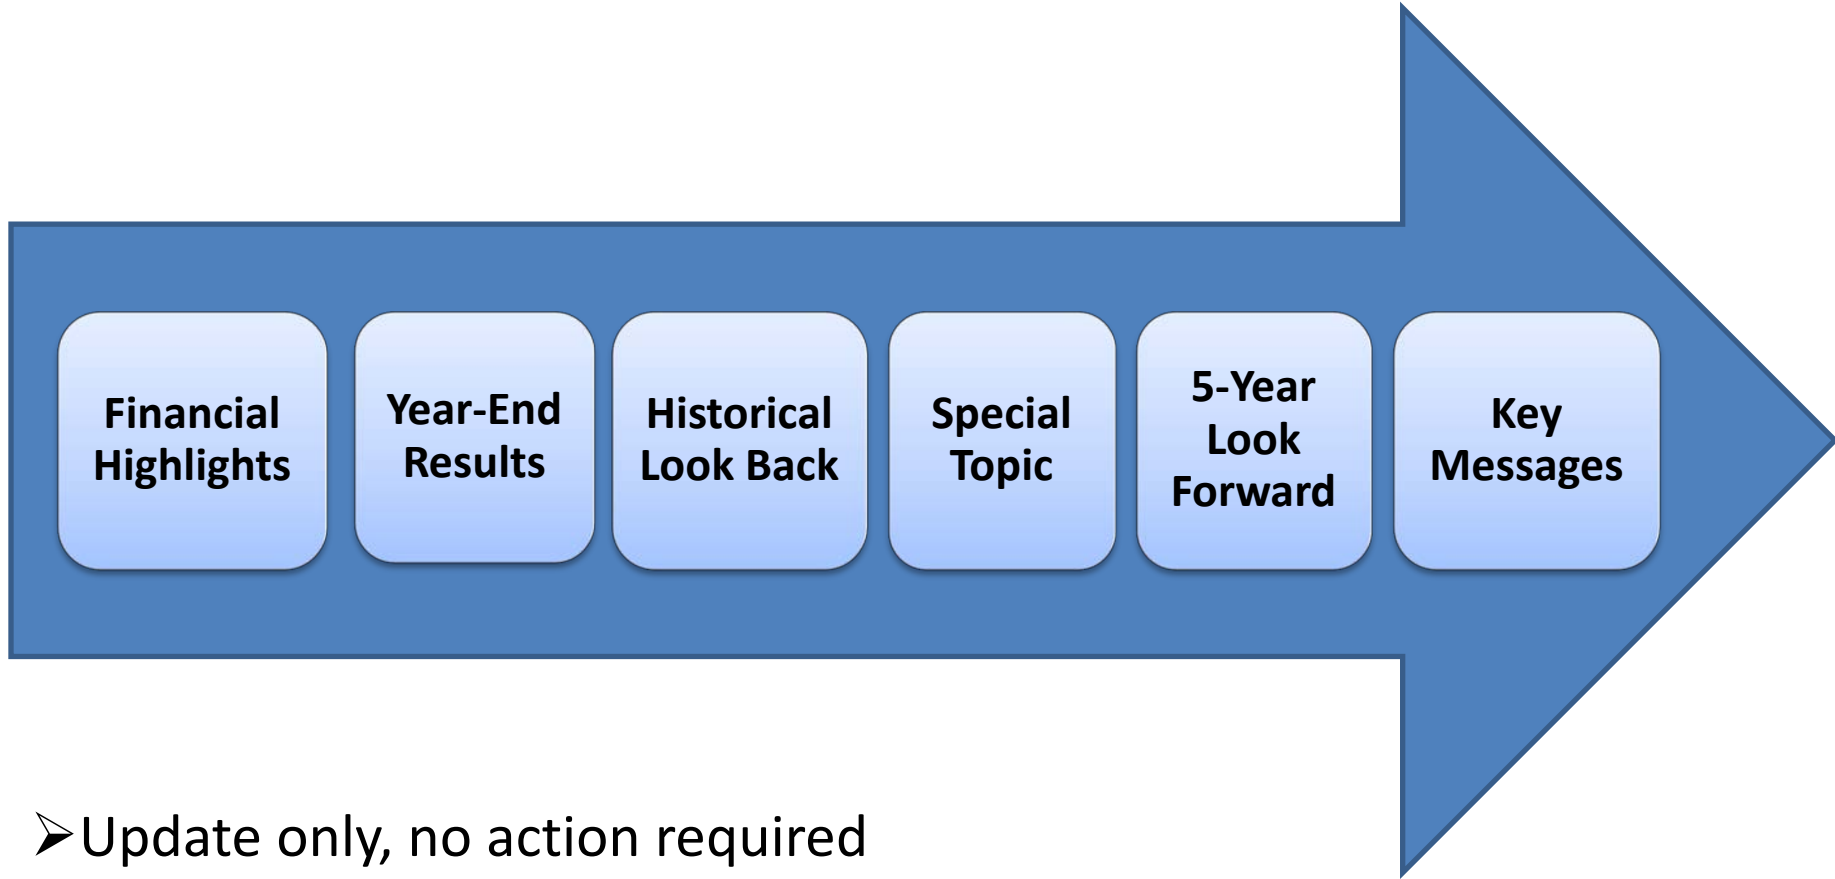 Financial
Highlights
Year-End
Results
Historical
Look Back
Special
Topic
5-Year
Look
Forward
Key
Messages
➢Update only, no action required